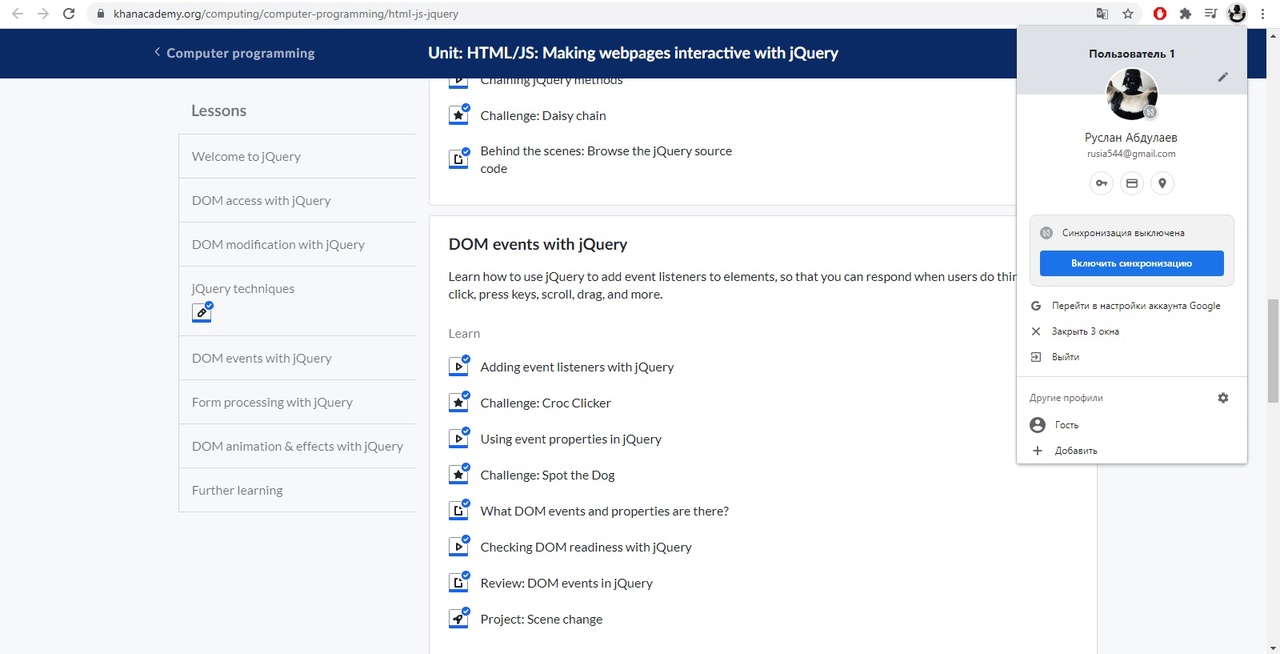 khanacademy.org/computing/computer-programming/html-js-jquery
Computer programming
Unit: HTML/JS: Making webpages interactive with jQuery
Lessons
Welcome to jQuery
DOM access with jQuery
DOM modification with jQuery
jQuery techniques
DOM events with jQuery
Form processing with jQuery
DOM animation & effects with jQuery
Further learning
Chaining jQuery methods
Challenge: Daisy chain
Behind the scenes: Browse the jQuery source
code
DOM events with jQuery
Learn how to use jQuery to add event listeners to elements, so that you can respond when users do
click, press keys, scroll, drag, and more.
Learn
Adding event listeners with jQuery
Challenge: Croc Clicker
Using event properties in jQuery
Challenge: Spot the Dog
What DOM events and properties are there?
Checking DOM readiness with jQuery
Review: DOM events in jQuery
Project: Scene change
Пользователь 1
Руслан Абдулаев
rusia544@gmail.com
Синхронизация выключена
Включить синхронизацию
Перейти в настройки аккаунта Google
Закрыть 3 окна
Выйти
Другие профили
Гость
Добавить